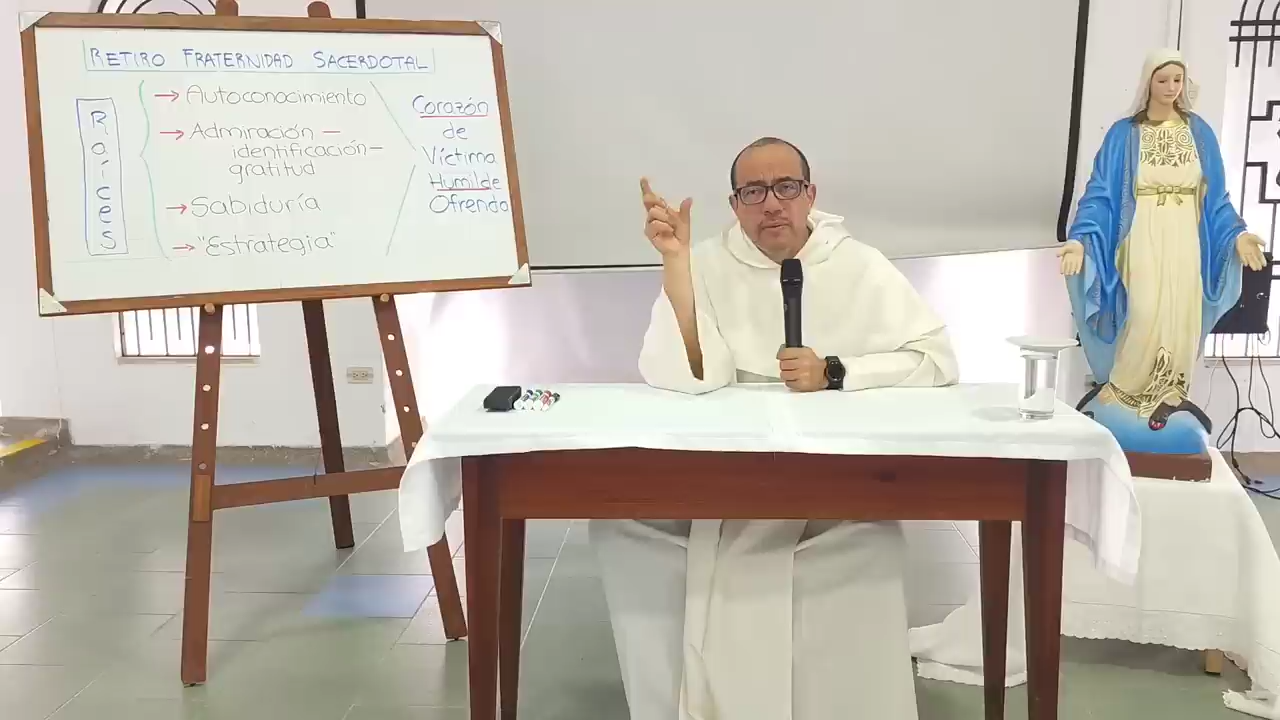 RETIRO FRATERNIDAD SACERDOTAL
Raíces
→ Autoconocimiento
→ Admiración —
identificación —
gratitud
→ Sabiduría
→ "Estrategia"
Corazón
de
Víctima
Humilde
Ofrenda